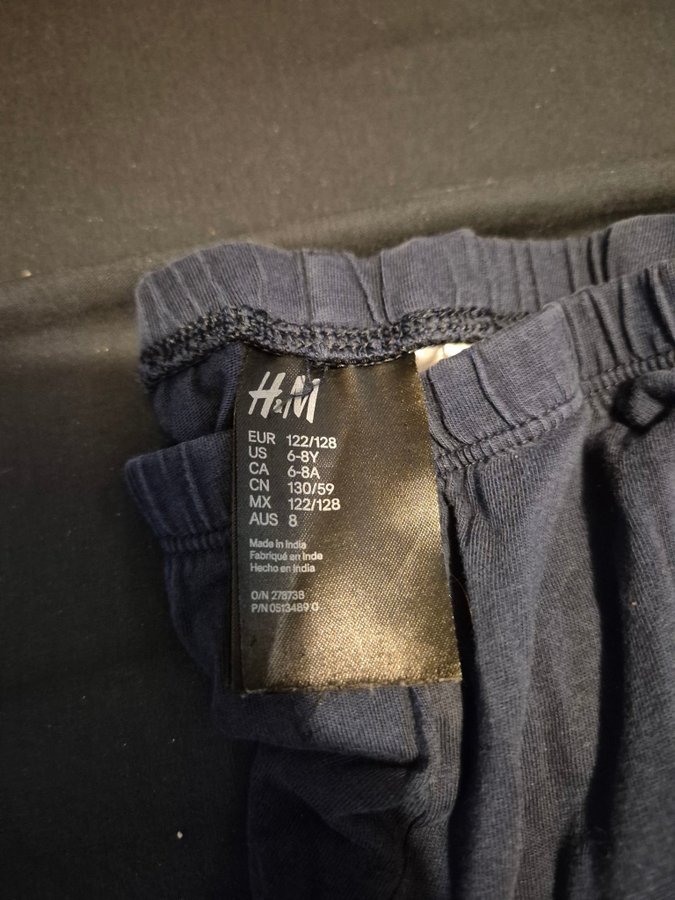 H&M
EUR 122/128
US 6-8Y
CA 6-8A
CN 130/59
MX 122/128
AUS 8
Made in India
Fabriqué en Inde
Hecho en India
O/N 278738
P/N 0513489 0